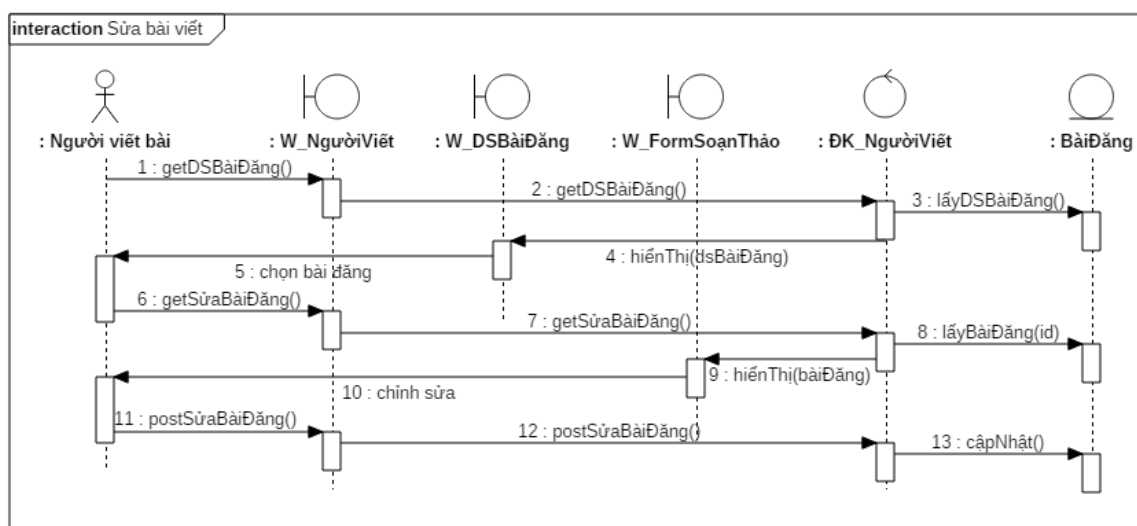 interaction Sửa bài viết
: Người viết bài
: W_NgườiViết
: W_DSBàiĐăng
: W_FormSoạnThảo
: ĐK_NgườiViết
: BàiĐăng
1 : getDSBàiĐăng()
2 : getDSBàiĐăng()
3 : lấyDSBàiĐăng()
4 : hiểnThị(dsBàiĐăng)
5 : chọn bài đăng
6 : getSửaBàiĐăng()
7 : getSửaBàiĐăng()
8 : lấyBàiĐăng(id)
9 : hiểnThị(bàiĐăng)
10 : chỉnh sửa
11 : postSửaBàiĐăng()
12 : postSửaBàiĐăng()
13 : cậpNhật()